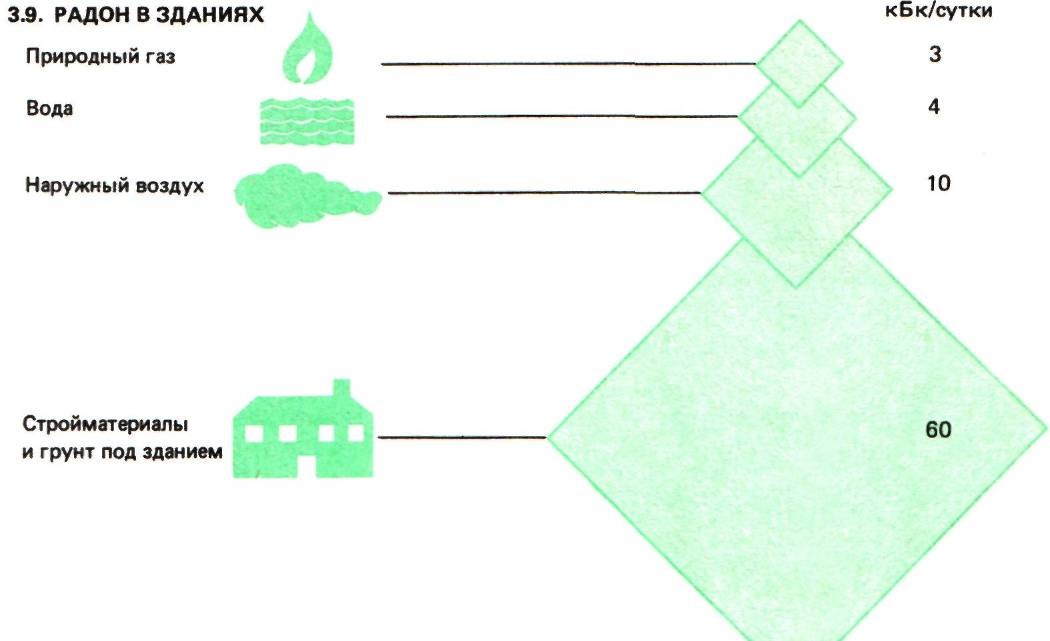 3.9. РАДОН В ЗДАНИЯХ
кБк/сутки
Природный газ
3
Вода
4
Наружный воздух
10
Стройматериалы
и грунт под зданием
60